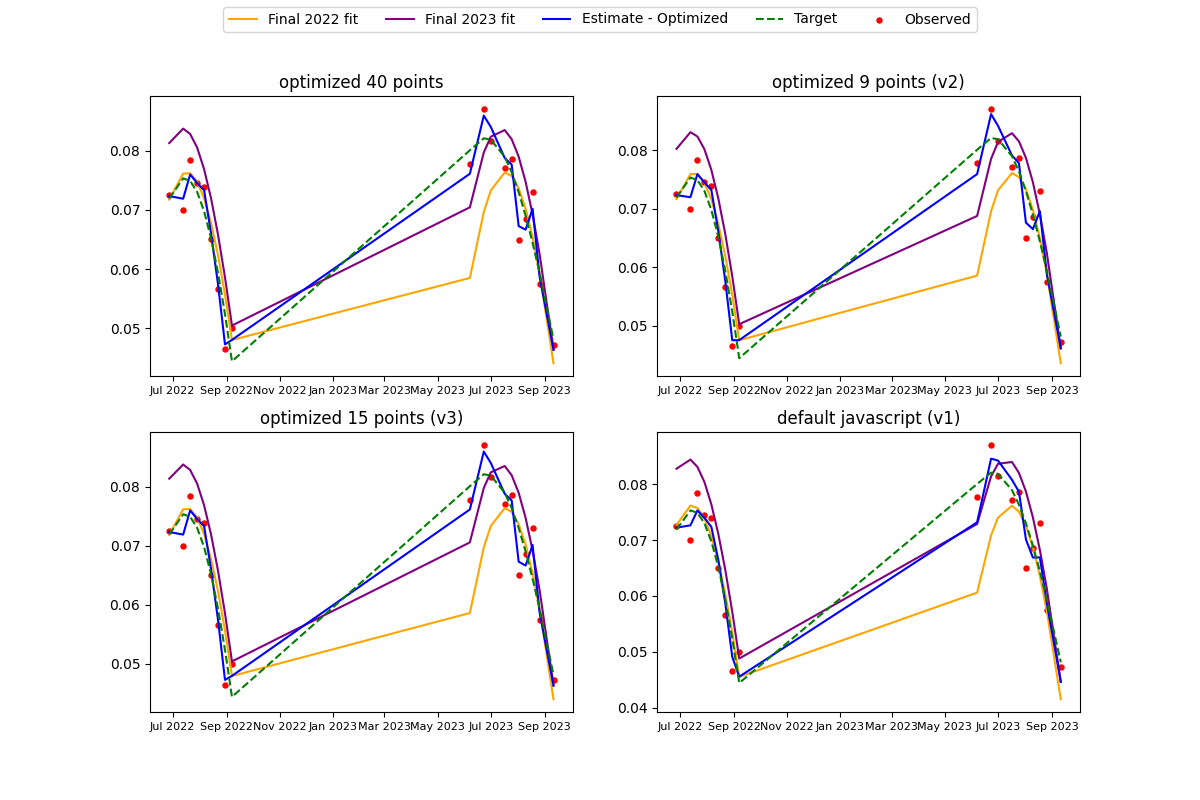 Final 2022 fit Final 2023 fit Estimate - Optimized Target Observed
optimized 40 points
0.08
0.07
0.06
0.05
Jul 2022 Sep 2022 Nov 2022 Jan 2023 Mar 2023 May 2023 Jul 2023 Sep 2023
optimized 9 points (v2)
0.08
0.07
0.06
0.05
Jul 2022 Sep 2022 Nov 2022 Jan 2023 Mar 2023 May 2023 Jul 2023 Sep 2023
optimized 15 points (v3)
0.08
0.07
0.06
0.05
Jul 2022 Sep 2022 Nov 2022 Jan 2023 Mar 2023 May 2023 Jul 2023 Sep 2023
default javascript (v1)
0.08
0.07
0.06
0.05
0.04
Jul 2022 Sep 2022 Nov 2022 Jan 2023 Mar 2023 May 2023 Jul 2023 Sep 2023